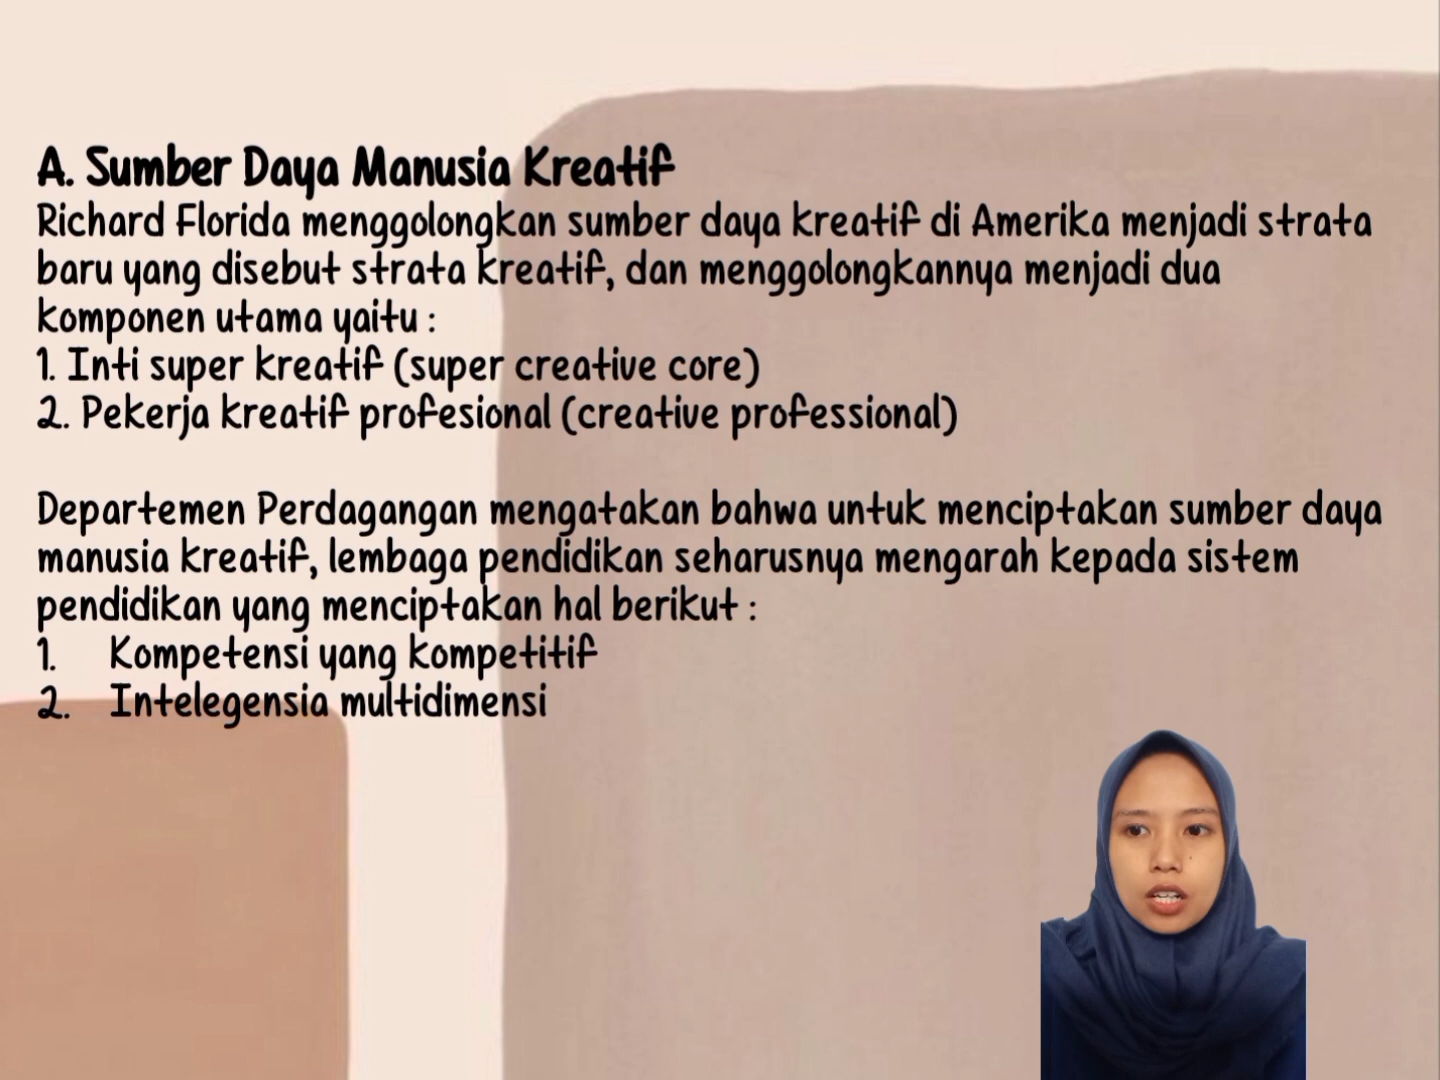 A. Sumber Daya Manusia Kreatif
Richard Florida menggolongkan sumber daya kreatif di Amerika menjadi strata
baru yang disebut strata kreatif, dan menggolongkannya menjadi dua
komponen utama yaitu :
1. Inti super kreatif (super creative core)
2. Pekerja kreatif profesional (creative professional)
Departemen Perdagangan mengatakan bahwa untuk menciptakan sumber daya
manusia kreatif, lembaga pendidikan seharusnya mengarah kepada sistem
pendidikan yang menciptakan hal berikut :
1. Kompetensi yang kompetitif
2. Intelegensia multidimensi